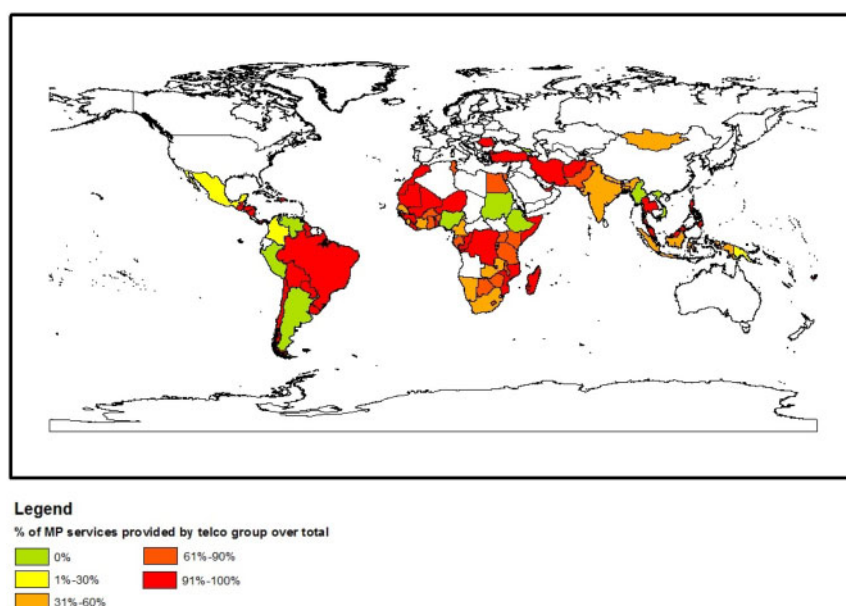 Legend
% of MP services provided by telco group over total
0%
1%-30%
31%-60%
61%-90%
91%-100%